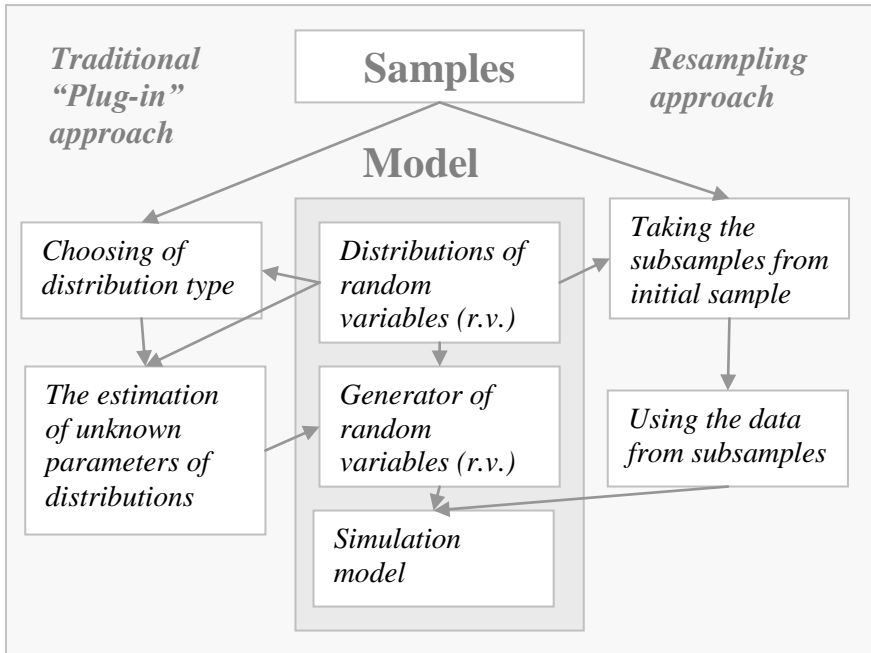 Traditional
“Plug-in”
approach
Samples
Resampling
approach
Model
Choosing of
distribution type
Distributions of
random
variables (r.v.)
Taking the
subsamples from
initial sample
The estimation
of unknown
parameters of
distributions
Generator of
random
variables (r.v.)
Using the data
from subsamples
Simulation
model